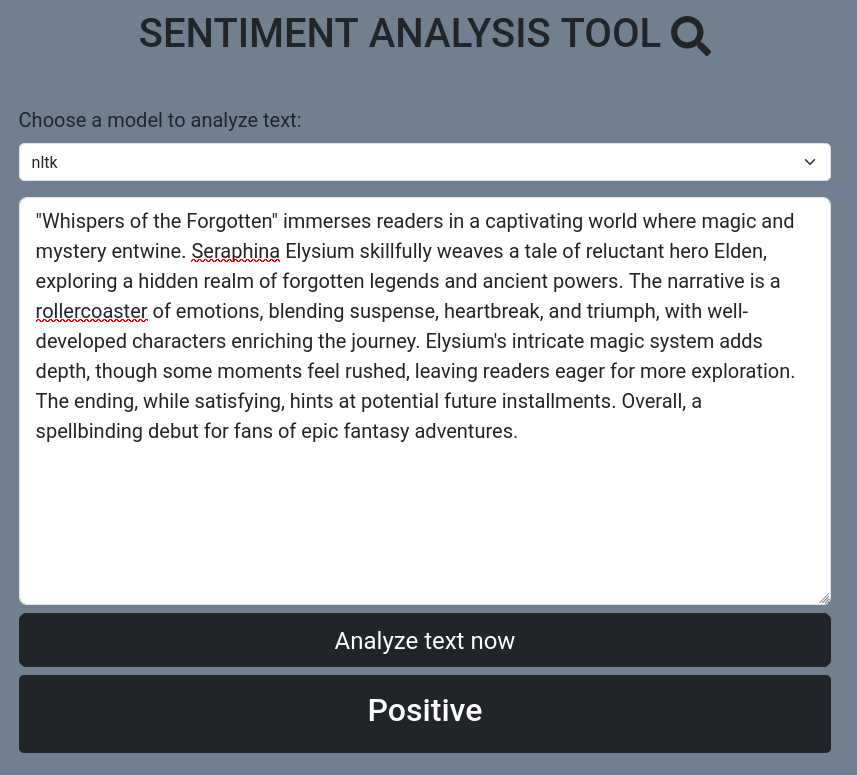 SENTIMENT ANALYSIS TOOL
Choose a model to analyze text:
nltk
"Whispers of the Forgotten" immerses readers in a captivating world where magic and
mystery entwine. Seraphina Elysium skillfully weaves a tale of reluctant hero Elden,
exploring a hidden realm of forgotten legends and ancient powers. The narrative is a
rollercoaster of emotions, blending suspense, heartbreak, and triumph, with well-
developed characters enriching the journey. Elysium's intricate magic system adds
depth, though some moments feel rushed, leaving readers eager for more exploration.
The ending, while satisfying, hints at potential future installments. Overall, a
spellbinding debut for fans of epic fantasy adventures.
Analyze text now
Positive